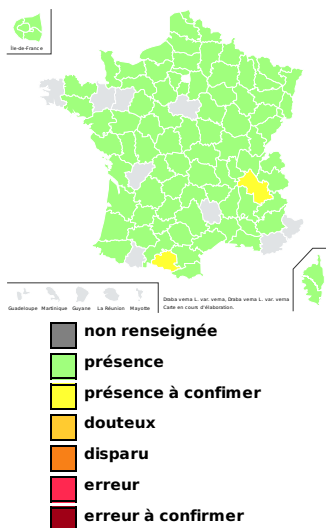 Île-de-France
Guadeloupe Martinique Guyane La Réunion Mayotte
Draba verna L. var. verna, Draba verna L. var. verna
Carte en cours d'élaboration.
non renseignée
présence
présence à confimer
douteux
disparu
erreur
erreur à confirmer